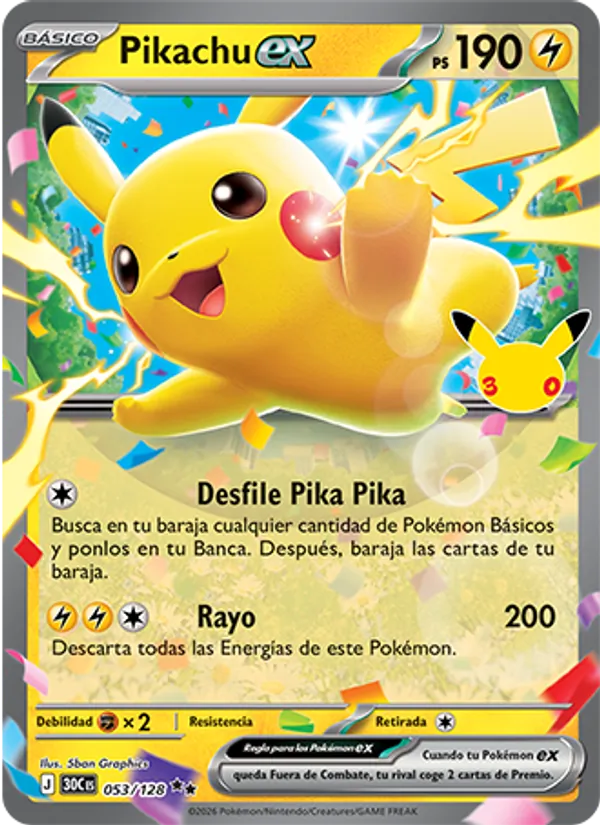 BÁSICO
Pikachu ex
PS 190
30
Desfile Pika Pika
Busca en tu baraja cualquier cantidad de Pokémon Básicos
y ponlos en tu Banca. Después, baraja las cartas de tu
baraja.
Rayo 200
Descarta todas las Energías de este Pokémon.
Debilidad ×2 Resistencia Retirada
Ilus. Sban Graphics
Regla para los Pokémon ex
Cuando tu Pokémon ex
queda Fuera de Combate, tu rival coge 2 cartas de Premio.
J 30C ES 053/128 ★★
©2026 Pokémon/Nintendo/Creatures/GAME FREAK